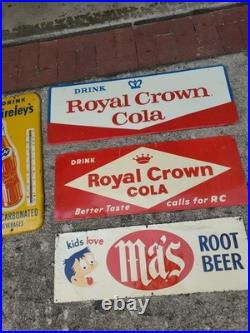 DRINK
ireley's
CARBONATED
BEVERAGES
DRINK
Royal Crown
Cola
DRINK
Royal Crown
COLA
Better Taste calls for RC
kids love
Ma's
ROOT
BEER